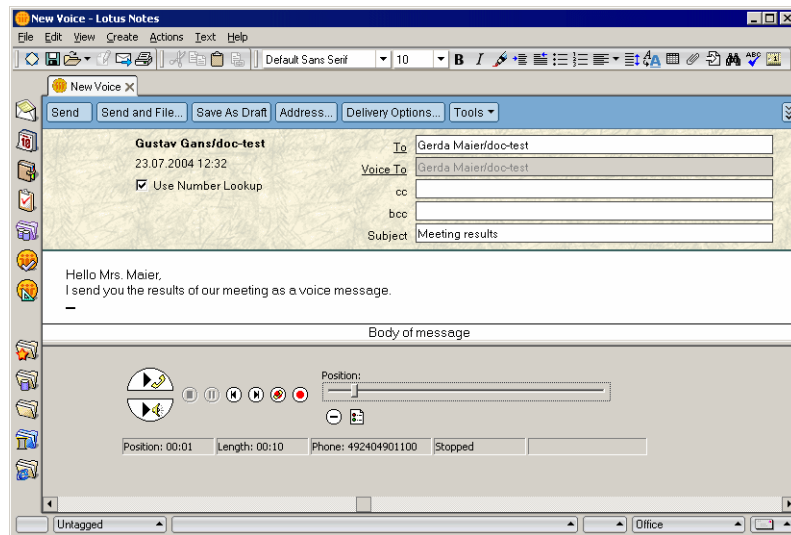 New Voice - Lotus Notes
File Edit View Create Actions Text Help
Default Sans Serif 10 B I
New Voice
Send Send and File... Save As Draft Address... Delivery Options... Tools
Gustav Gans/doc-test
23.07.2004 12:32
Use Number Lookup
To Gerda Maier/doc-test
Voice To Gerda Maier/doc-test
cc
bcc
Subject Meeting results
Hello Mrs. Maier,
I send you the results of our meeting as a voice message.
Body of message
Position:
Position: 00:01 Length: 00:10 Phone: 492404901100 Stopped
Untagged Office